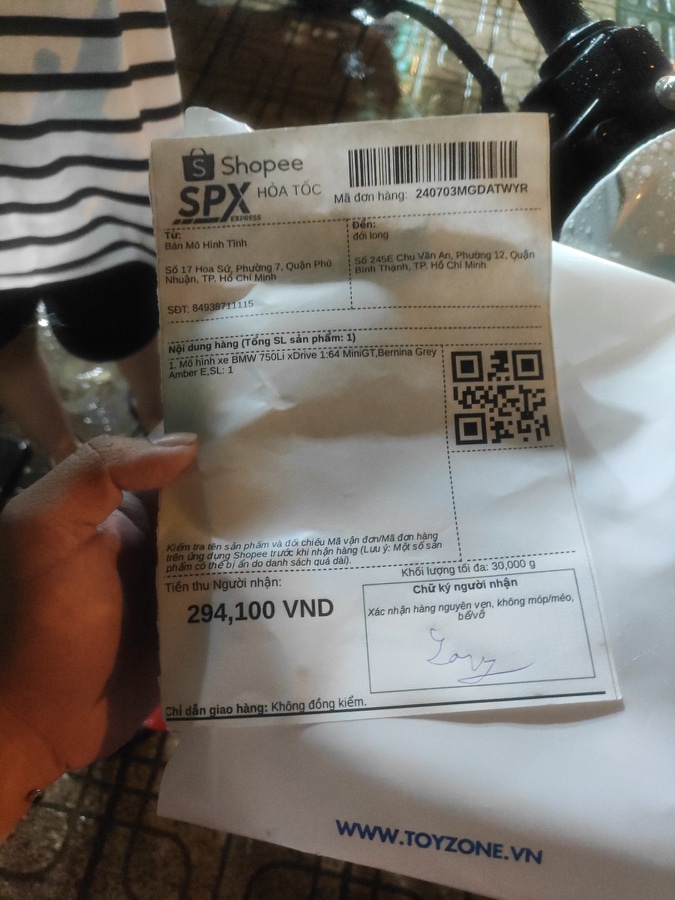 Shopee
SPX HỎA TỐC
EXPRESS
Mã đơn hàng: 240703MGDATWYR
Từ:
Bán Mô Hình Tĩnh
Số 17 Hoa Sứ, Phường 7, Quận Phú
Nhuận, TP. Hồ Chí Minh
SĐT: 84938711115
Đến:
đôi long
Số 245E Chu Văn An, Phường 12, Quận
Bình Thạnh, TP. Hồ Chí Minh
Nội dung hàng (Tổng SL sản phẩm: 1)
1. Mô hình xe BMW 750Li xDrive 1:64 MiniGT,Bernina Grey
Amber E,SL: 1
Kiểm tra tên sản phẩm và đối chiếu Mã vận đơn/Mã đơn hàng
trên ứng dụng Shopee trước khi nhận hàng (Lưu ý: Một số sản
phẩm có thể bị ẩn do danh sách quá dài).
Tiền thu Người nhận:
294,100 VND
Khối lượng tối đa: 30,000 g
Chữ ký người nhận
Xác nhận hàng nguyên vẹn, không móp/méo,
bể/vỡ
Chỉ dẫn giao hàng: Không đồng kiểm.
WWW.TOYZONE.VN